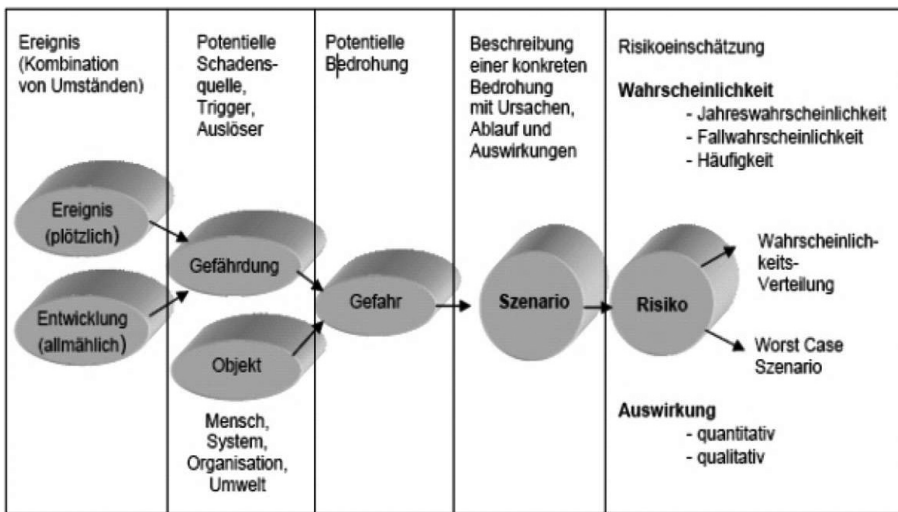 Ereignis
(Kombination
von Umständen)
Ereignis
(plötzlich)
Entwicklung
(allmählich)
Potentielle
Schadens-
quelle,
Trigger,
Auslöser
Gefährdung
Objekt
Mensch,
System,
Organisation,
Umwelt
Potentielle
Bedrohung
Gefahr
Beschreibung
einer konkreten
Bedrohung
mit Ursachen,
Ablauf und
Auswirkungen
Szenario
Risikoeinschätzung
Wahrscheinlichkeit
- Jahreswahrscheinlichkeit
- Fallwahrscheinlichkeit
- Häufigkeit
Risiko
Wahrscheinlich-
keits-
Verteilung
Worst Case
Szenario
Auswirkung
- quantitativ
- qualitativ